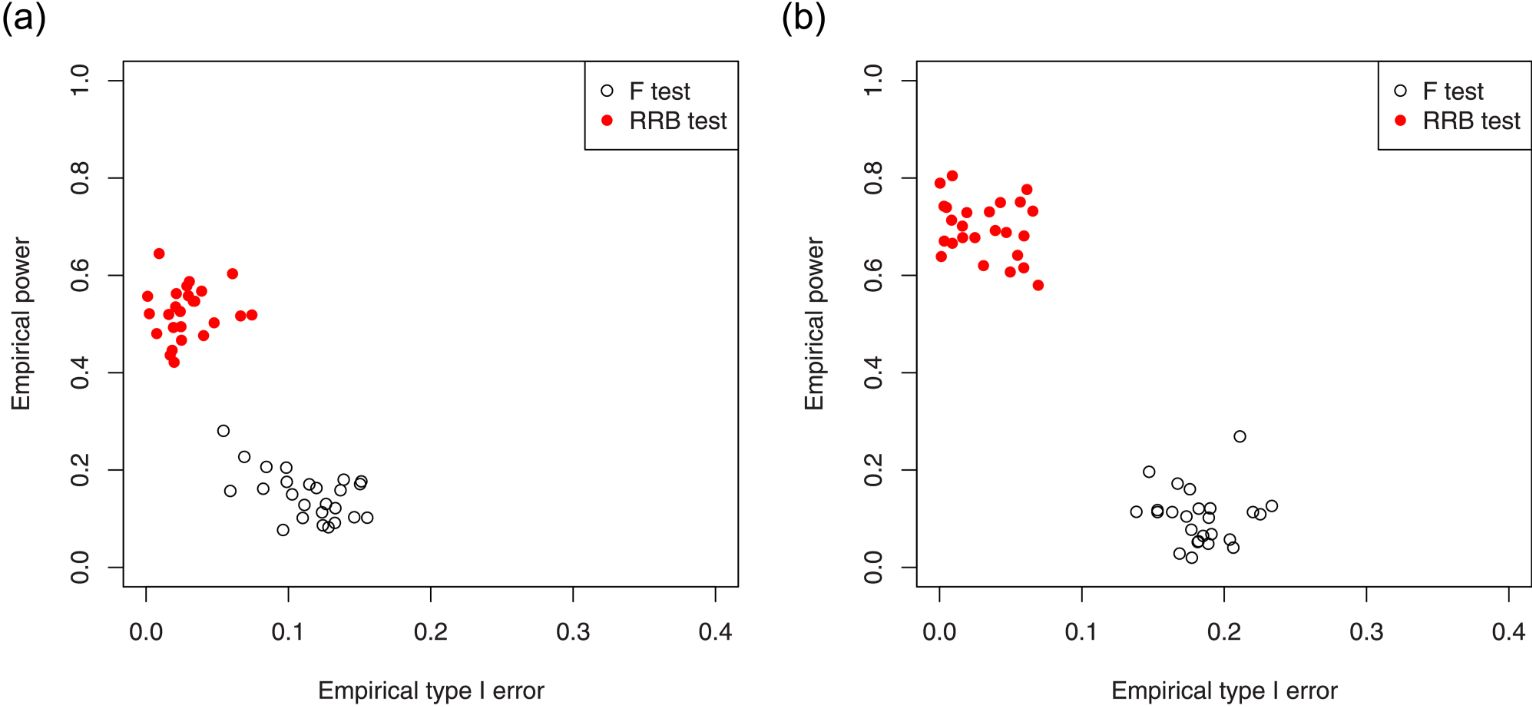 (a)
F test
RRB test
1.0
0.8
0.6
0.4
0.2
0.0
Empirical power
0.0 0.1 0.2 0.3 0.4
Empirical type I error
(b)
F test
RRB test
1.0
0.8
0.6
0.4
0.2
0.0
Empirical power
0.0 0.1 0.2 0.3 0.4
Empirical type I error